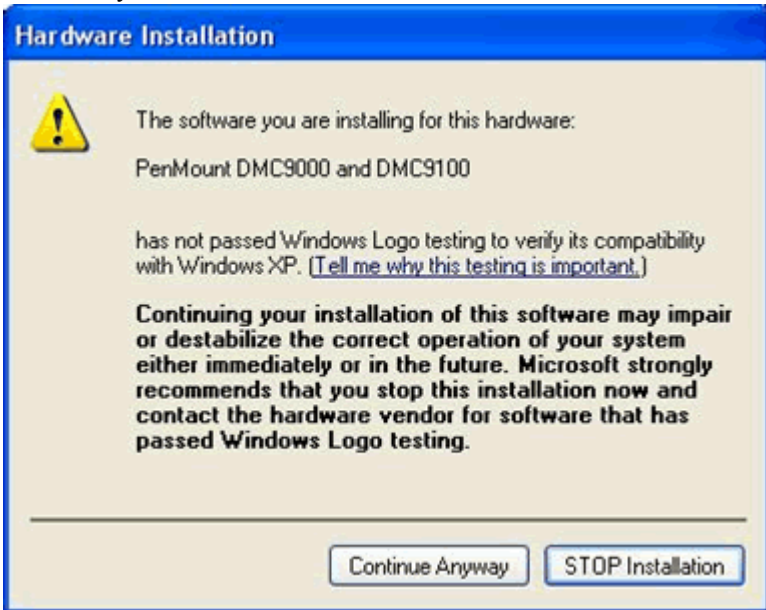 Hardware Installation
The software you are installing for this hardware:
PenMount DMC9000 and DMC9100
has not passed Windows Logo testing to verify its compatibility
with Windows XP. (Tell me why this testing is important.)
Continuing your installation of this software may impair
or destabilize the correct operation of your system
either immediately or in the future. Microsoft strongly
recommends that you stop this installation now and
contact the hardware vendor for software that has
passed Windows Logo testing.
Continue Anyway
STOP Installation